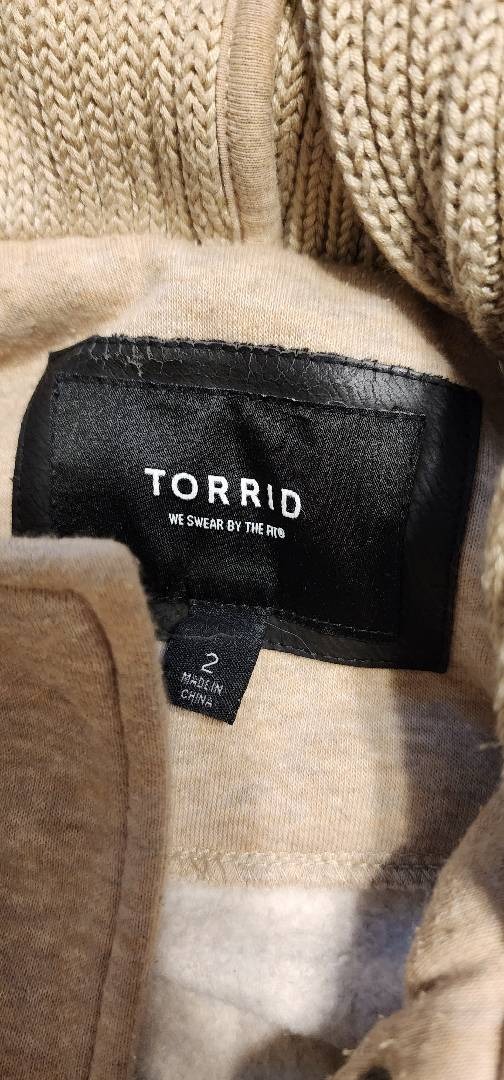 TORRID
WE SWEAR BY THE FIT®
2
MADE IN
CHINA